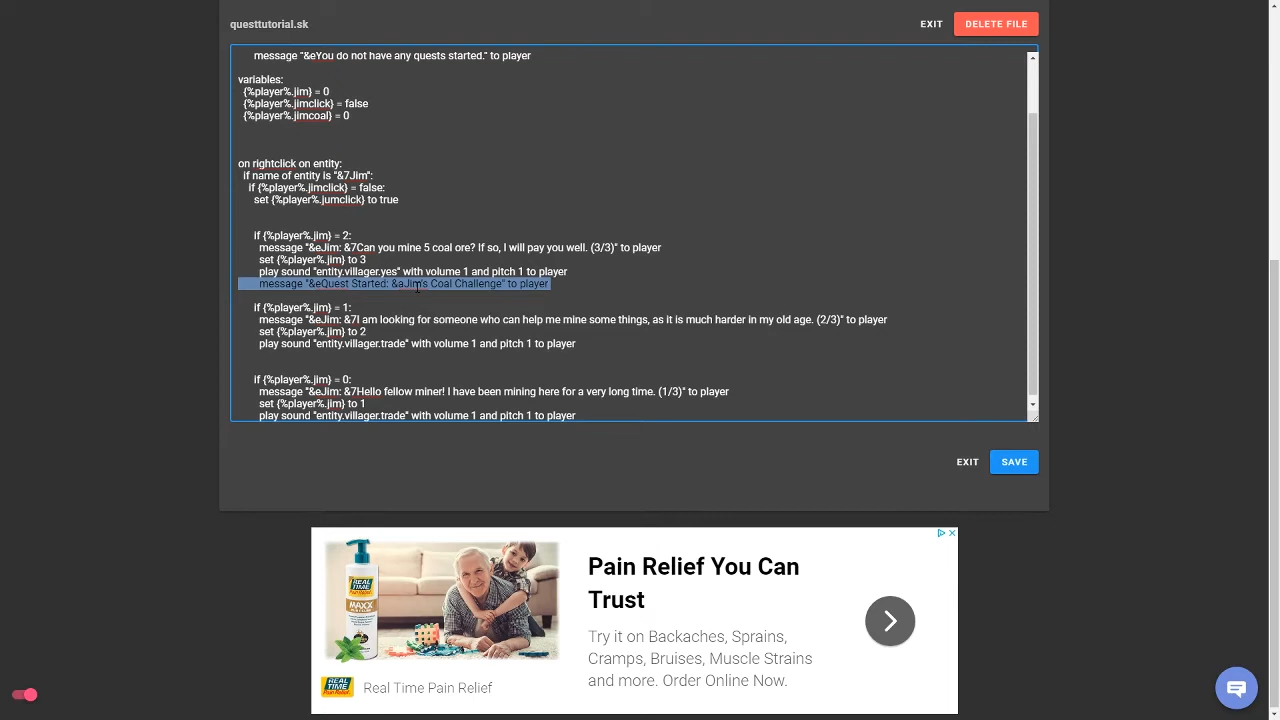 questtutorial.sk
EXIT
DELETE FILE
message "&eYou do not have any quests started." to player
variables:
{%player%.jim} = 0
{%player%.jimclick} = false
{%player%.jimcoal} = 0
on rightclick on entity:
if name of entity is "&7Jim":
if {%player%.jimclick} = false:
set {%player%.jumclick} to true
if {%player%.jim} = 2:
message "&eJim: &7Can you mine 5 coal ore? If so, I will pay you well. (3/3)" to player
set {%player%.jim} to 3
play sound "entity.villager.yes" with volume 1 and pitch 1 to player
message "&eQuest Started: &aJim's Coal Challenge" to player
if {%player%.jim} = 1:
message "&eJim: &7I am looking for someone who can help me mine some things, as it is much harder in my old age. (2/3)" to player
set {%player%.jim} to 2
play sound "entity.villager.trade" with volume 1 and pitch 1 to player
if {%player%.jim} = 0:
message "&eJim: &7Hello fellow miner! I have been mining here for a very long time. (1/3)" to player
set {%player%.jim} to 1
play sound "entity.villager.trade" with volume 1 and pitch 1 to player
EXIT
SAVE
REAL TIME
Pain Relief
MAXX
Pain Relief You Can
Trust
Try it on Backaches, Sprains,
Cramps, Bruises, Muscle Strains
and more. Order Online Now.
REAL TIME
Pain Relief
Real Time Pain Relief